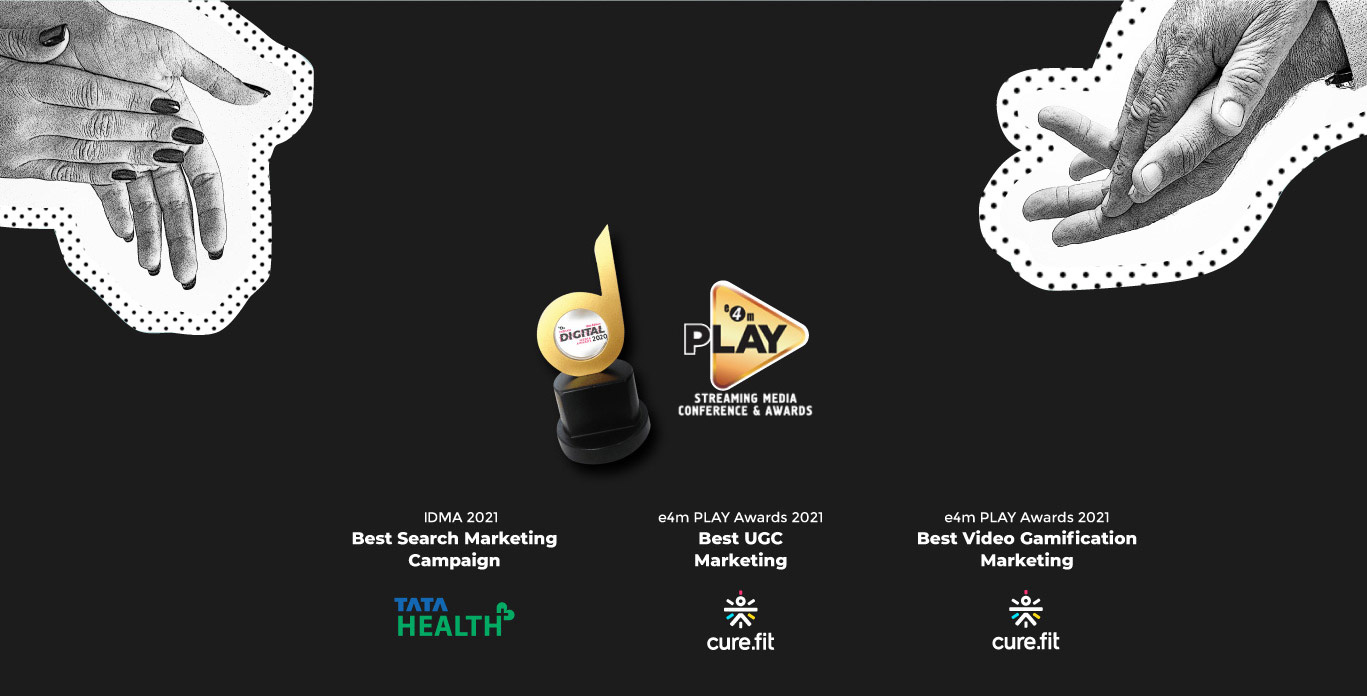 DIGITAL
2020
e4m
PLAY
STREAMING MEDIA
CONFERENCE & AWARDS
IDMA 2021
Best Search Marketing
Campaign
TATA
HEALTH
e4m PLAY Awards 2021
Best UGC
Marketing
cure.fit
e4m PLAY Awards 2021
Best Video Gamification
Marketing
cure.fit